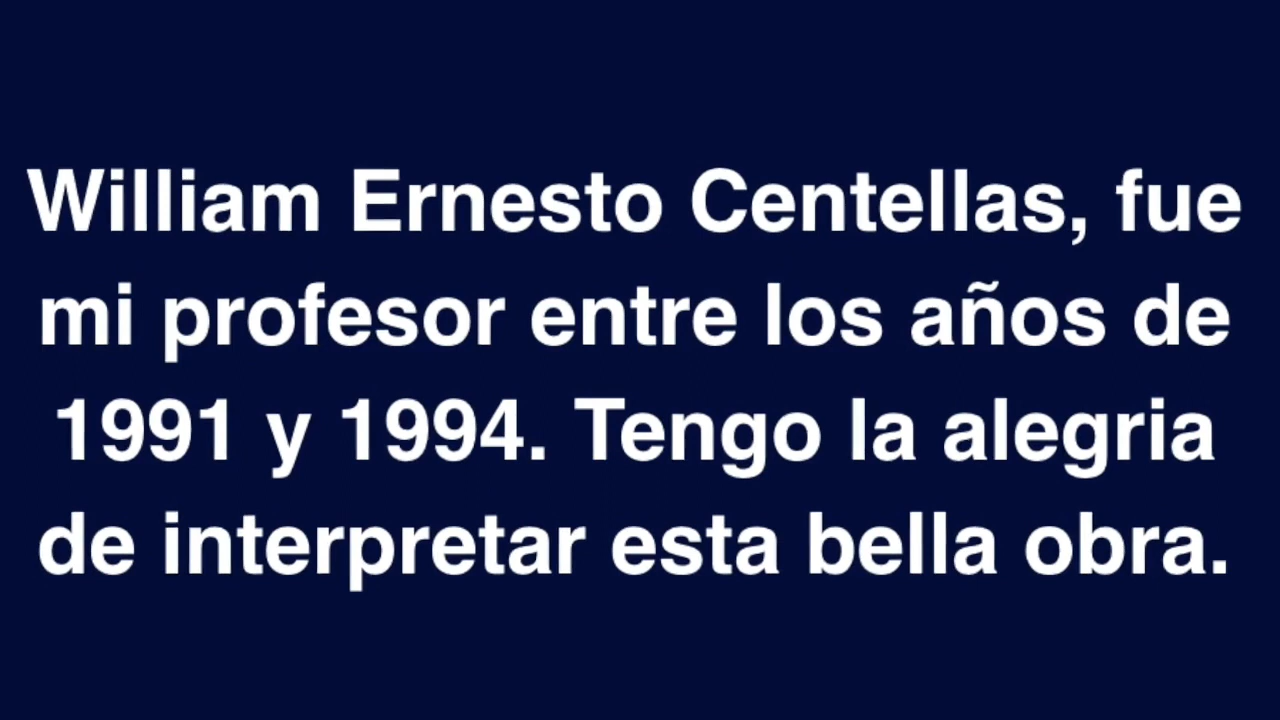 William Ernesto Centellas, fue
mi profesor entre los años de
1991 y 1994. Tengo la alegria
de interpretar esta bella obra.